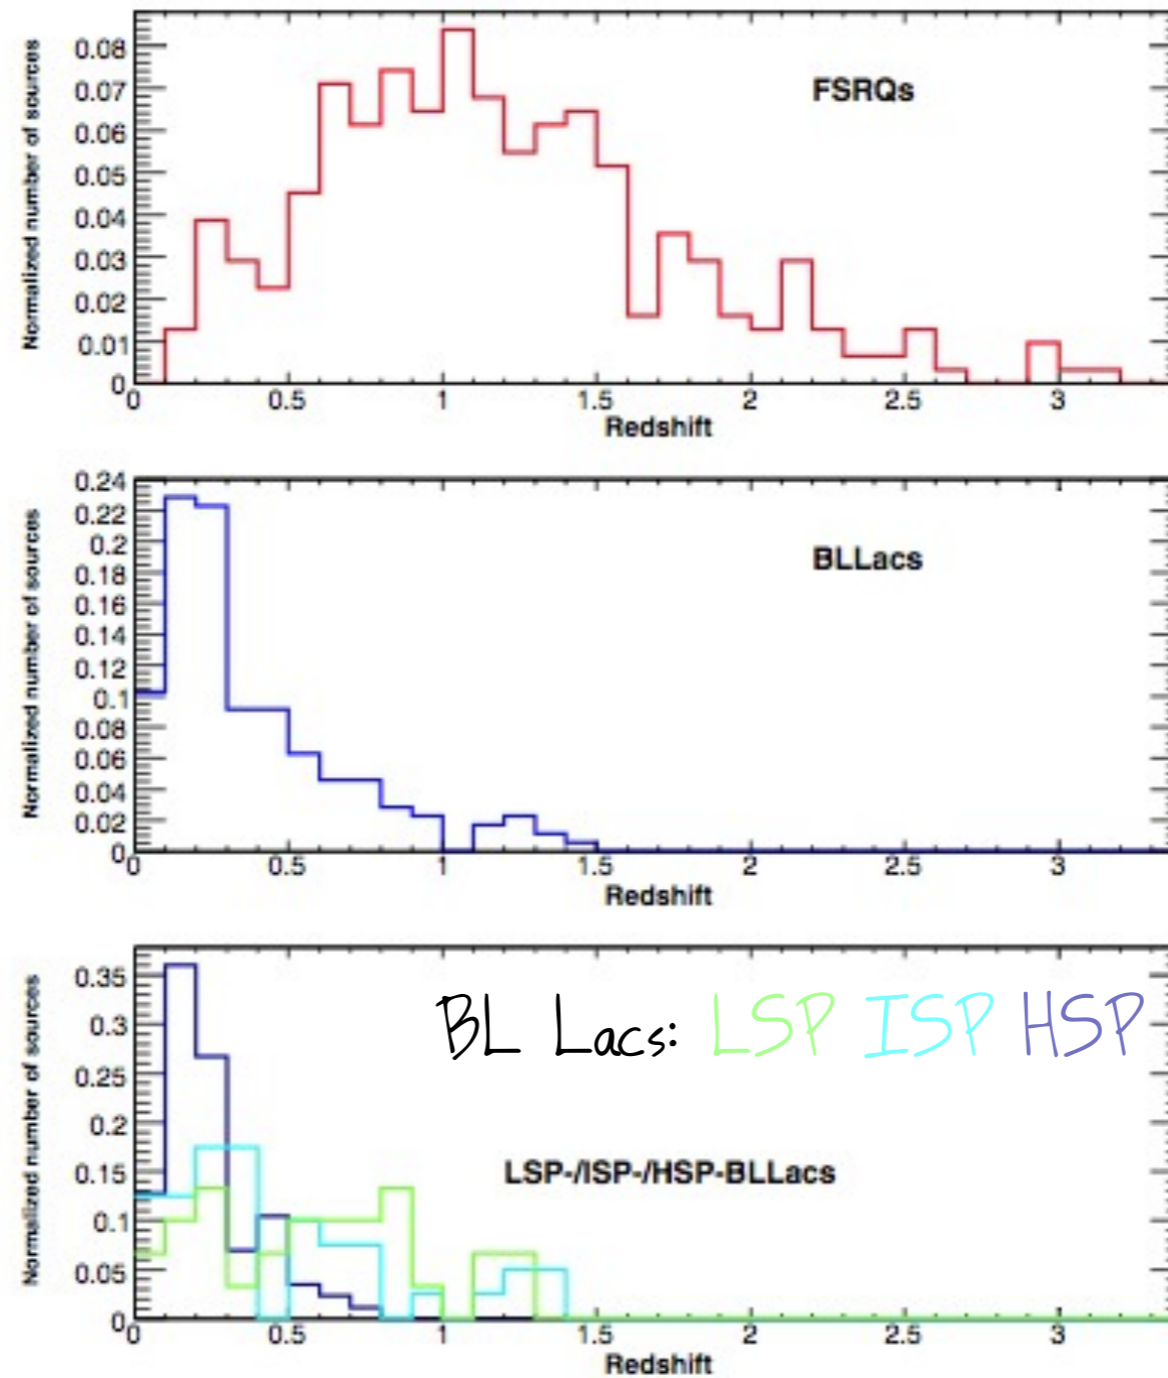 Normalized number of sources
0.08
0.07
0.06
0.05
0.04
0.03
0.02
0.01
0
FSRQs
0 0.5 1 1.5 2 2.5 3
Redshift
Normalized number of sources
0.24
0.22
0.2
0.18
0.16
0.14
0.12
0.1
0.08
0.06
0.04
0.02
0
BLLacs
0 0.5 1 1.5 2 2.5 3
Redshift
Normalized number of sources
0.35
0.3
0.25
0.2
0.15
0.1
0.05
0
BL Lacs: LSP ISP HSP
LSP-/ISP-/HSP-BLLacs
0 0.5 1 1.5 2 2.5 3
Redshift